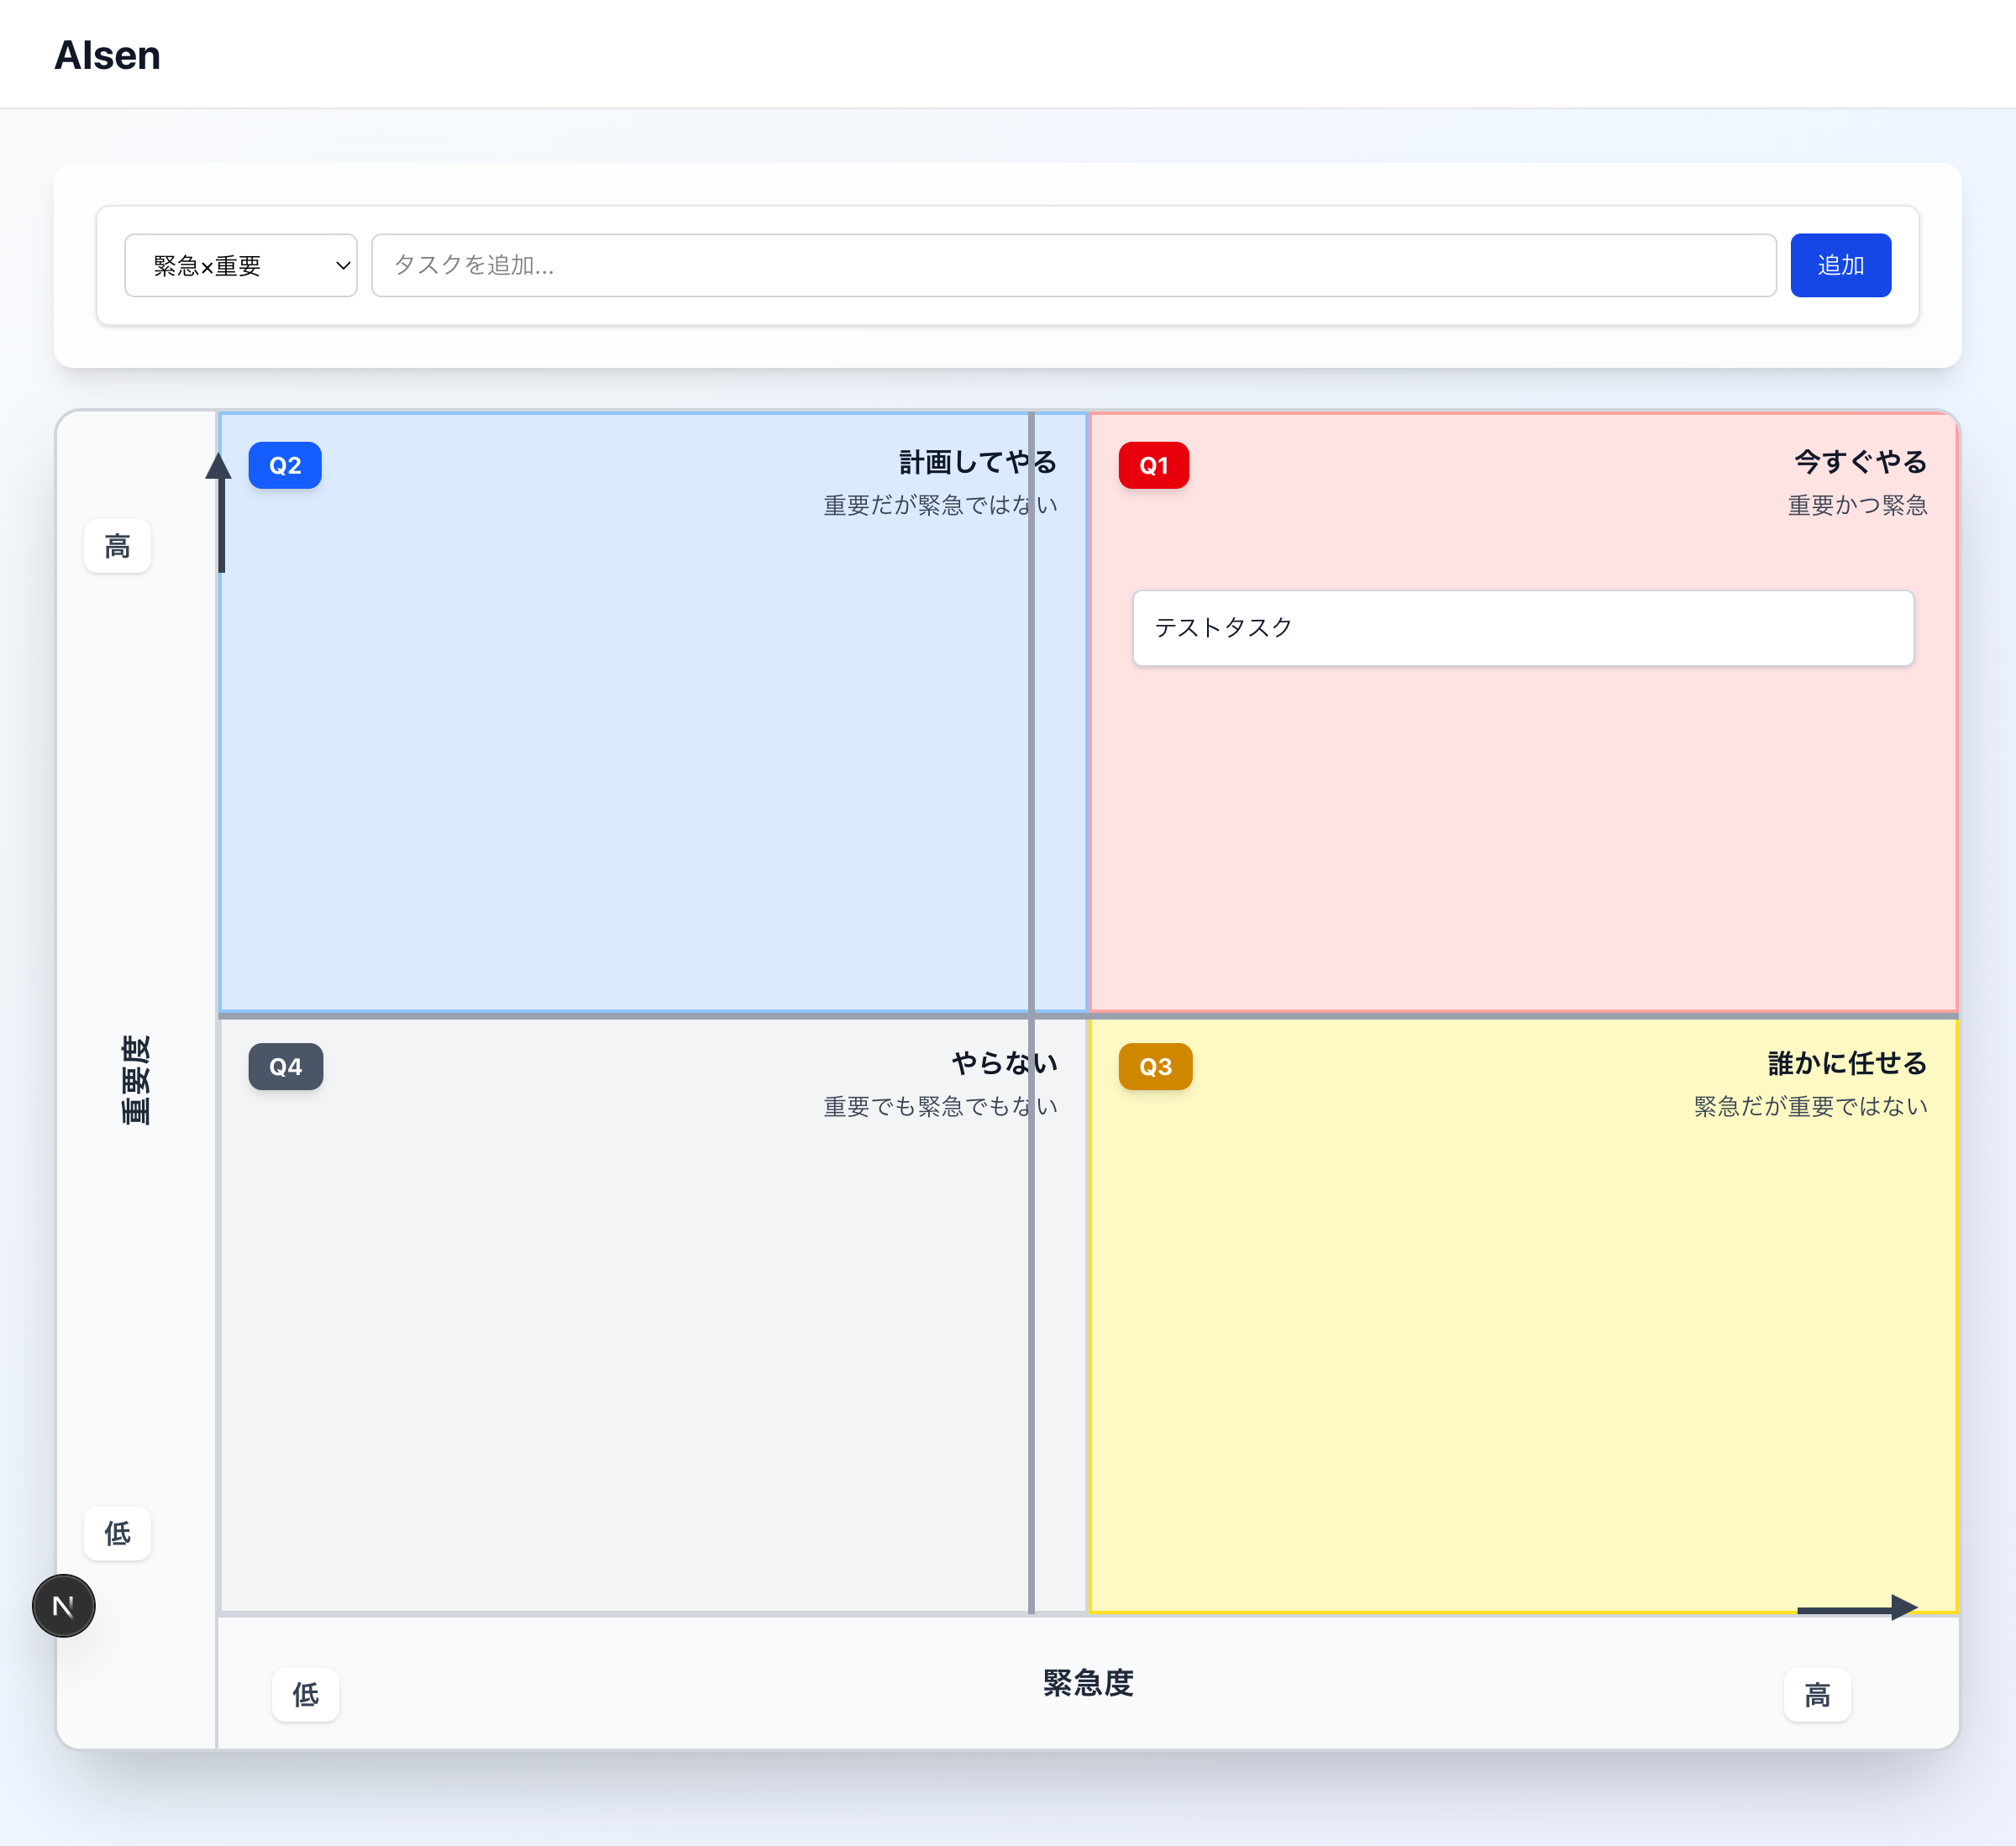 AIsen
緊急×重要
タスクを追加...
追加
高
重要度
低
Q2
計画してやる
重要だが緊急ではない
Q1
今すぐやる
重要かつ緊急
テストタスク
Q4
やらない
重要でも緊急でもない
Q3
誰かに任せる
緊急だが重要ではない
N
低
緊急度
高